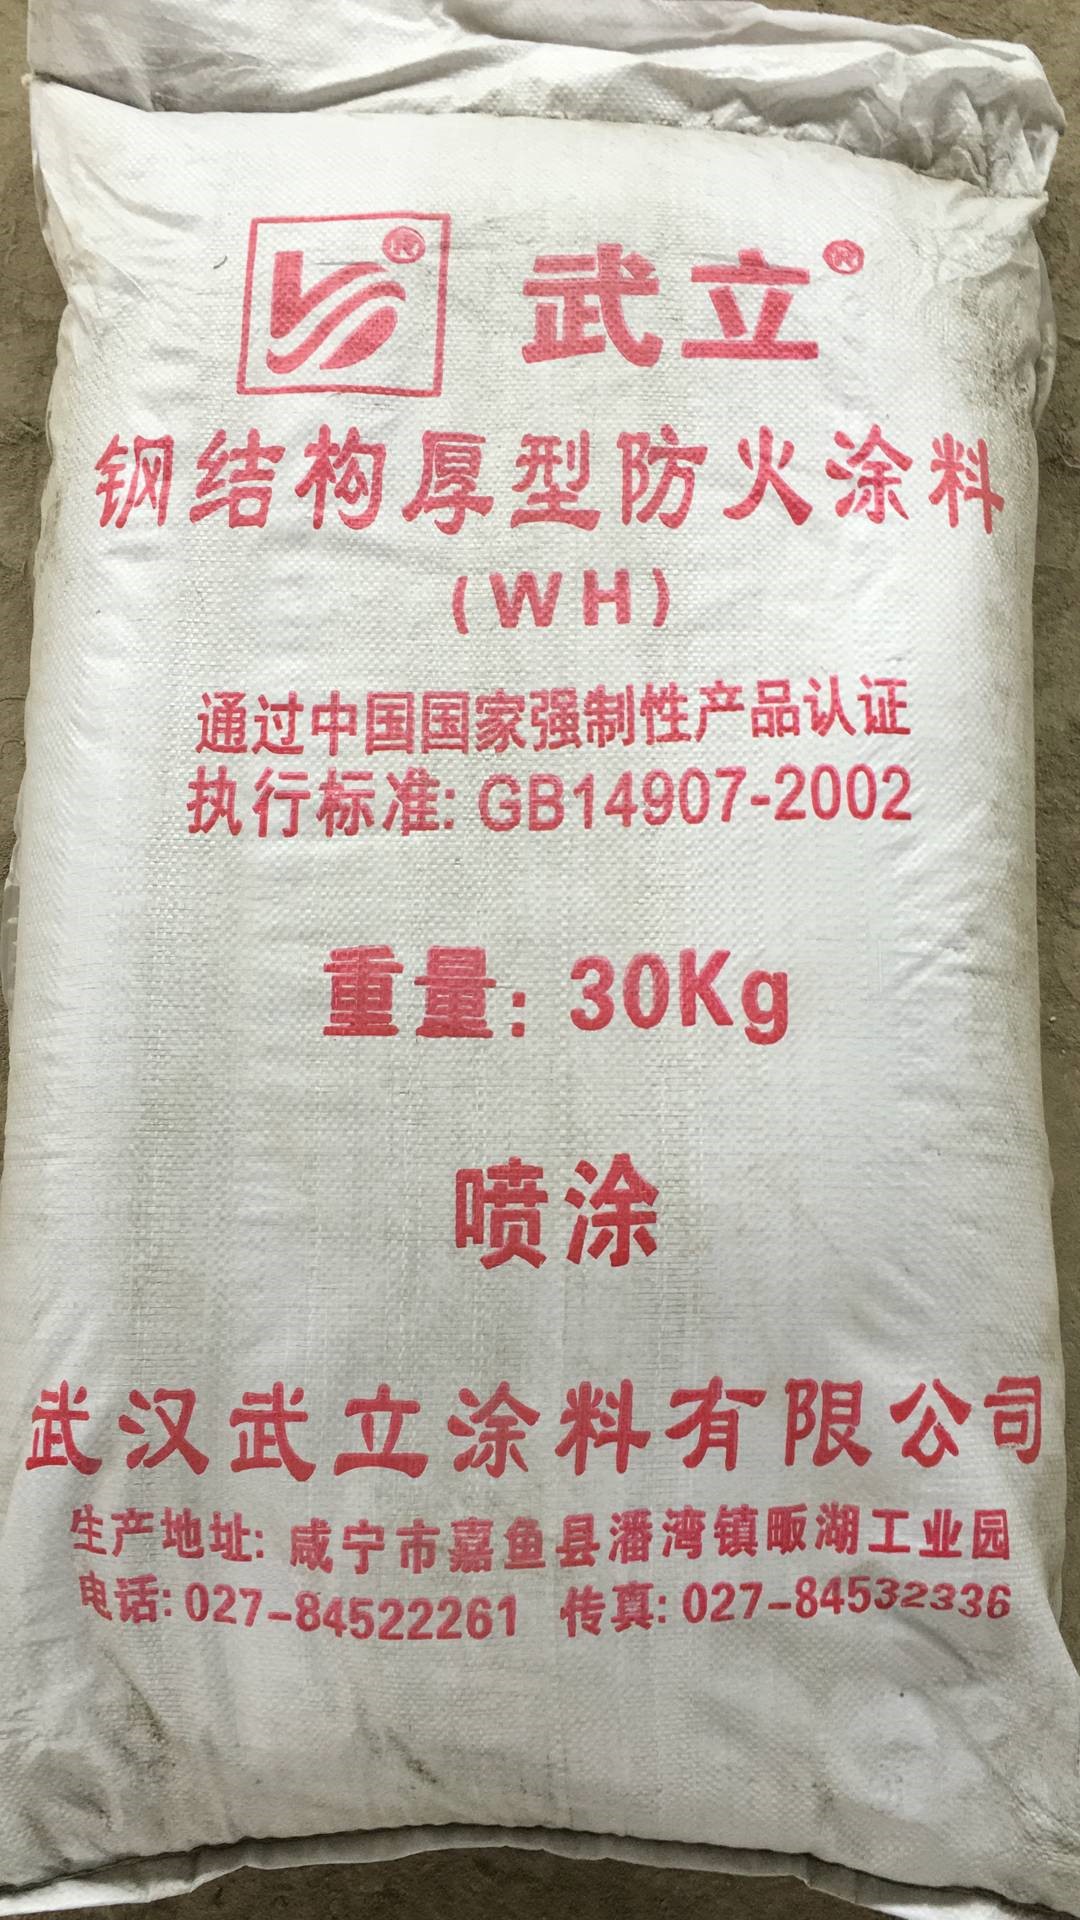 武立®
钢结构厚型防火涂料
(WH)
通过中国国家强制性产品认证
执行标准: GB14907-2002
重量: 30Kg
喷涂
武汉武立涂料有限公司
生产地址: 咸宁市嘉鱼县潘湾镇畈湖工业园
电话: 027-84522261 传真: 027-84532336